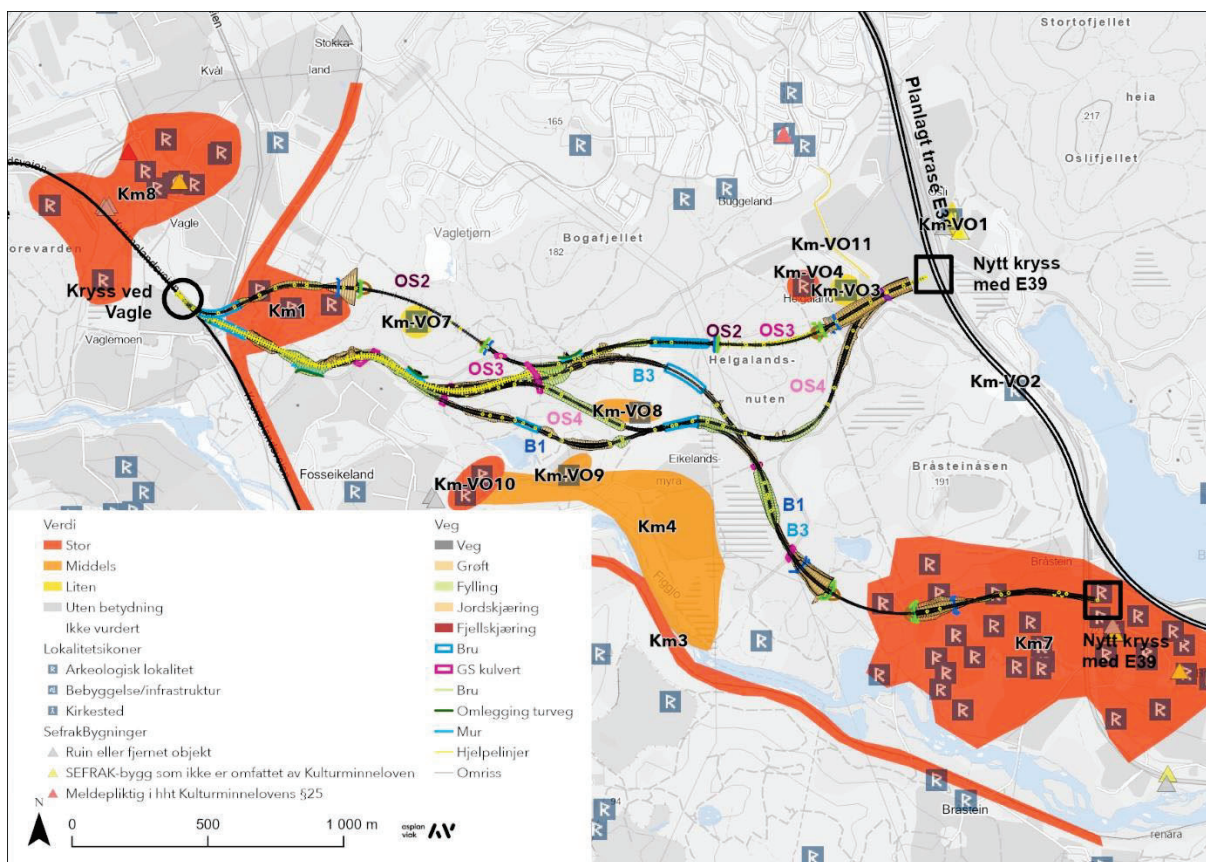 Stortofjellet
Stokka-
land
Kvål
heia
217
165
Oslifjellet
Planlagt trasé E39
Km8
Vagle
Buggeland
Km-VO1
Vagletjørn
Bogafjellet
182
Km-VO11
Km-VO4
Km-VO3
Helgaland
Nytt kryss
med E39
Kryss ved
Vagle
Km1
OS2
Km-VO7
Vaglemoen
OS2
OS3
Helgalands-
nuten
OS3
B3
OS4
Km-VO2
OS4
Km-VO8
B1
Eikelands-
myra
Fosseikeland
Km-VO9
Km-VO10
Bråsteinåsen
191
Km4
B1
B3
Bråstein
Figgjo
Km3
Km7
Nytt kryss
med E39
94
Bråstein
Verdi
Stor
Middels
Liten
Uten betydning
Ikke vurdert
Lokalitetsikoner
Arkeologisk lokalitet
Bebyggelse/infrastruktur
Kirkested
SefrakBygninger
Ruin eller fjernet objekt
SEFRAK-bygg som ikke er omfattet av Kulturminneloven
Meldepliktig i hht Kulturminnelovens §25
Veg
Veg
Grøft
Fylling
Jordskjæring
Fjellskjæring
Bru
GS kulvert
Bru
Omlegging turveg
Mur
Hjelpelinjer
Omriss
N
0 500 1 000 m
asplan
viak